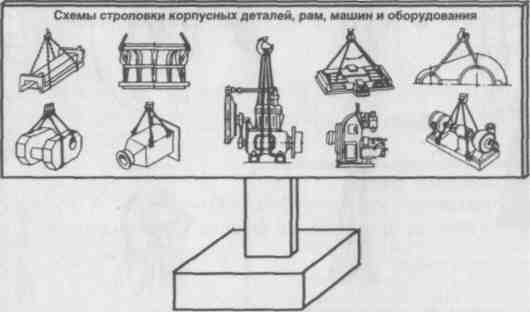 Схемы строповки корпусных деталей, рам, машин и оборудования